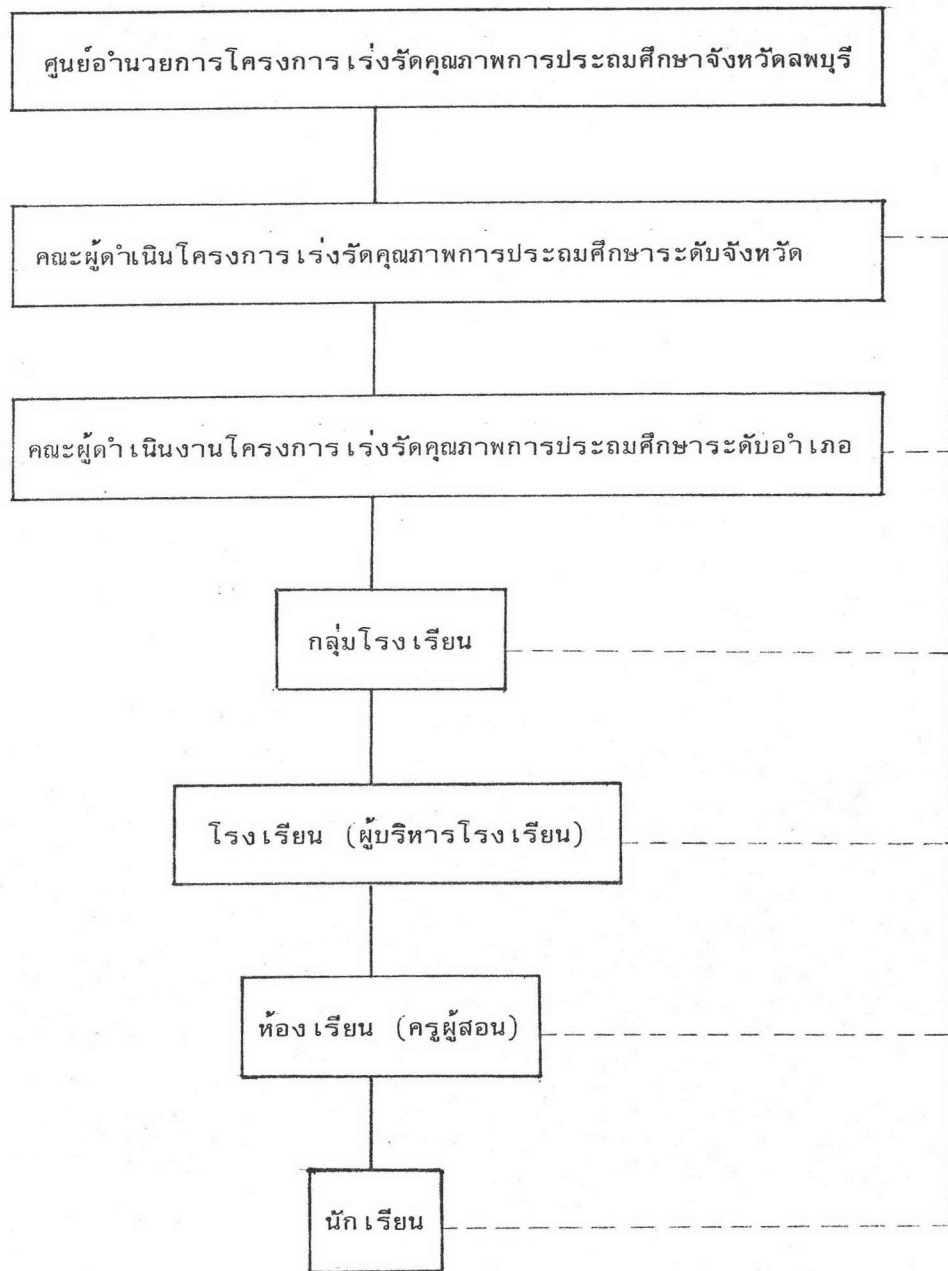 ศูนย์อำนวยการโครงการเร่งรัดคุณภาพการประถมศึกษาจังหวัดลพบุรี
คณะผู้ดำเนินโครงการเร่งรัดคุณภาพการประถมศึกษาระดับจังหวัด
คณะผู้ดำเนินงานโครงการเร่งรัดคุณภาพการประถมศึกษาระดับอำเภอ
กลุ่มโรงเรียน
โรงเรียน (ผู้บริหารโรงเรียน)
ห้องเรียน (ครูผู้สอน)
นักเรียน